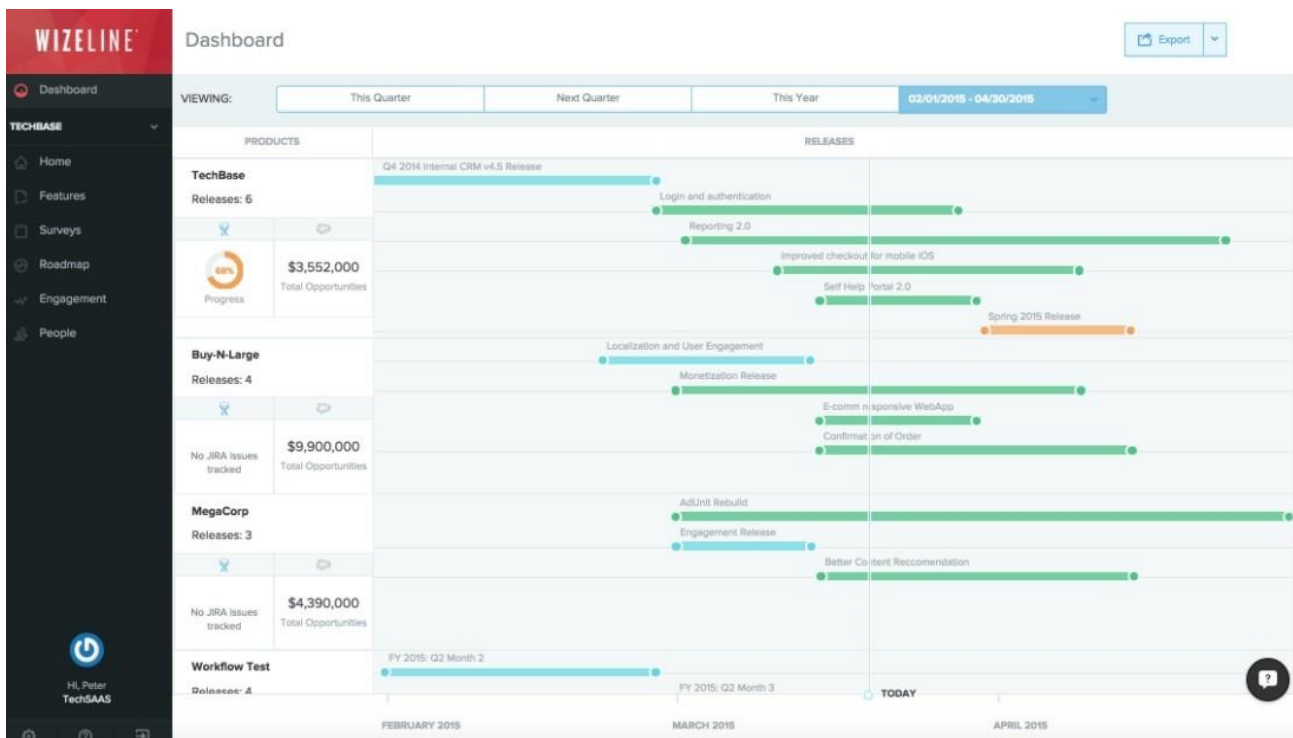 WIZELINE
Dashboard
Export
Dashboard
TECHBASE
Home
Features
Surveys
Roadmap
Engagement
People
Hi, Peter
TechSAAS
VIEWING:
This Quarter
Next Quarter
This Year
02/01/2015 - 04/30/2015
PRODUCTS
RELEASES
TechBase
Releases: 6
68%
Progress
$3,552,000
Total Opportunities
Q4 2014 Internal CRM v4.5 Release
Login and authentication
Reporting 2.0
Improved checkout for mobile iOS
Self Help Portal 2.0
Spring 2015 Release
Buy-N-Large
Releases: 4
No JIRA issues
tracked
$9,900,000
Total Opportunities
Localization and User Engagement
Monetization Release
E-comm responsive WebApp
Confirmation of Order
MegaCorp
Releases: 3
No JIRA issues
tracked
$4,390,000
Total Opportunities
AdUnit Rebuild
Engagement Release
Better Content Reccomendation
Workflow Test
Releases: 4
FY 2015: Q2 Month 2
FY 2015: Q2 Month 3
TODAY
FEBRUARY 2015
MARCH 2015
APRIL 2015
?